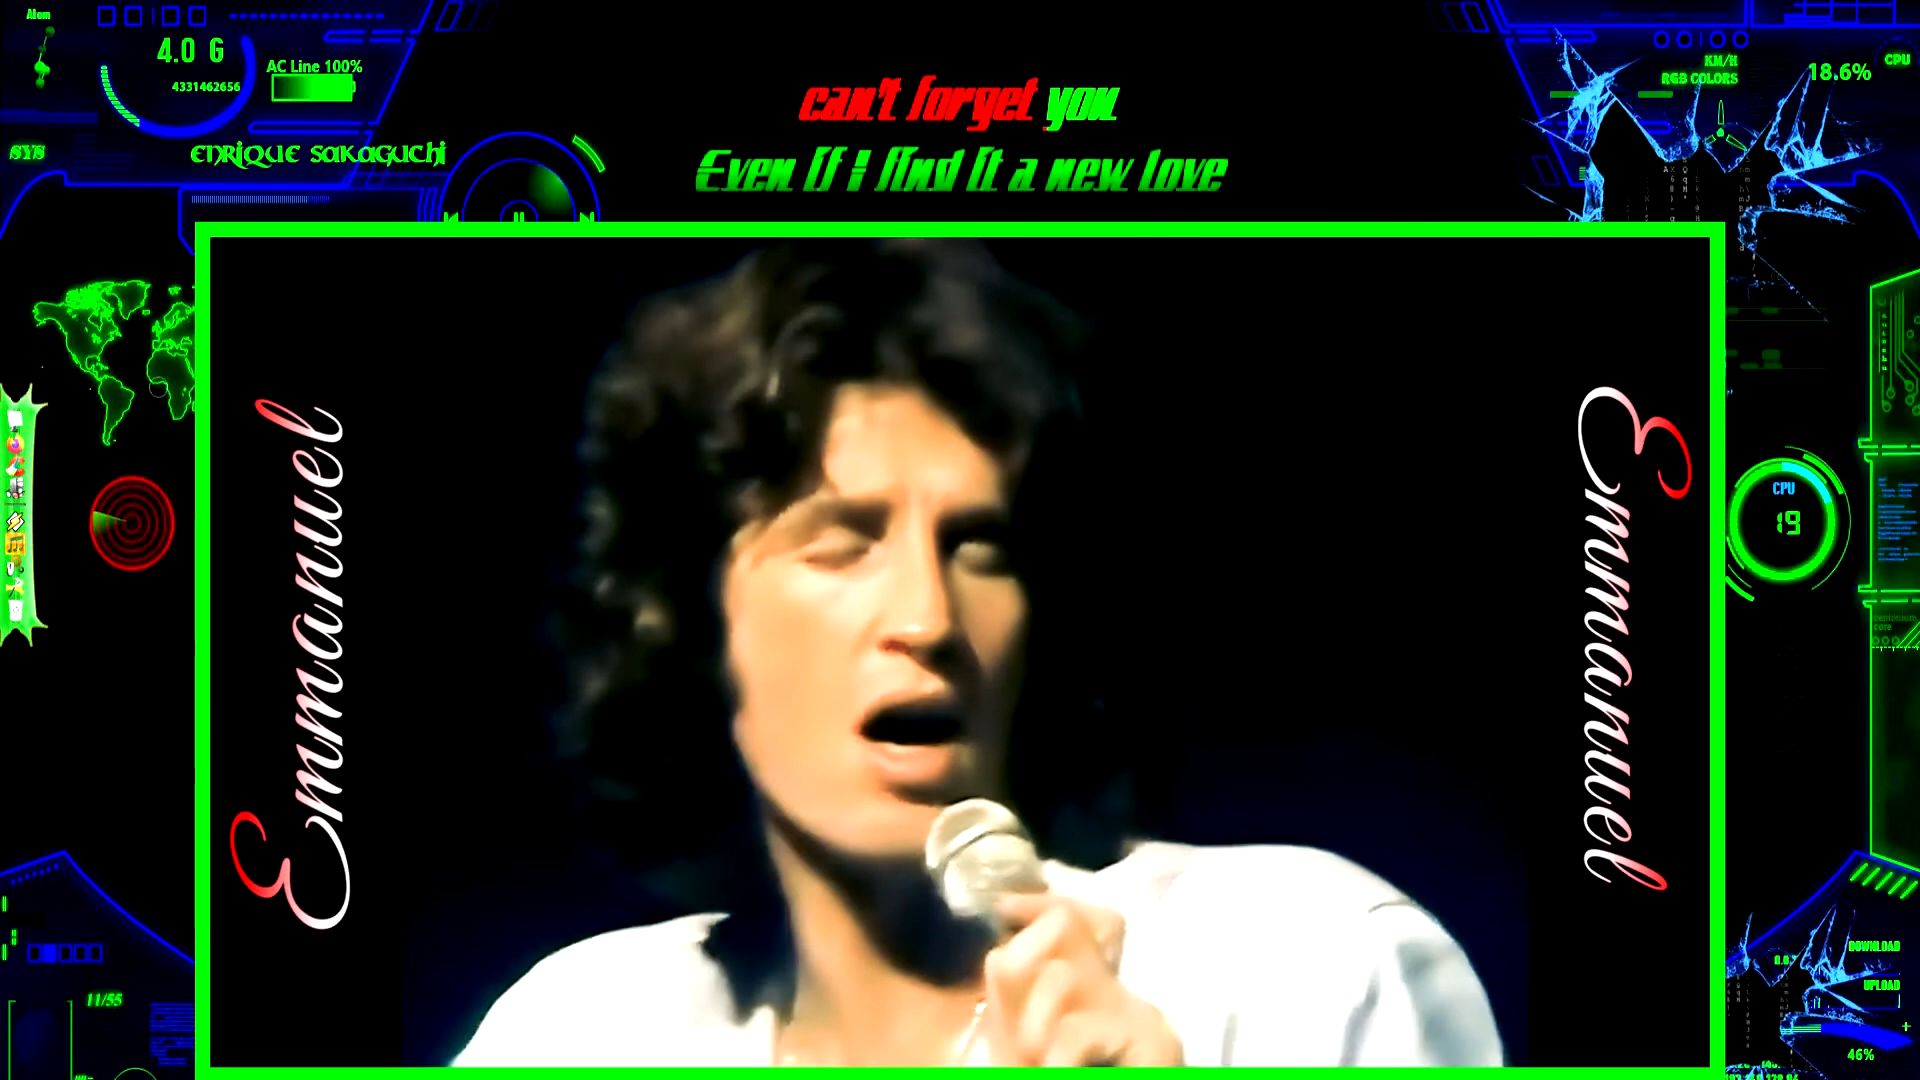 Atom
4.0 G
4331462656
AC Line 100%
SYS
ENRIQUE SAKAGUCHI
can't forget you
Even If I find It a new love
KM/H
RGB COLORS
18.6%
CPU
Emmanuel
Emmanuel
CPU
19
11/55
DOWNLOAD
UPLOAD
46%